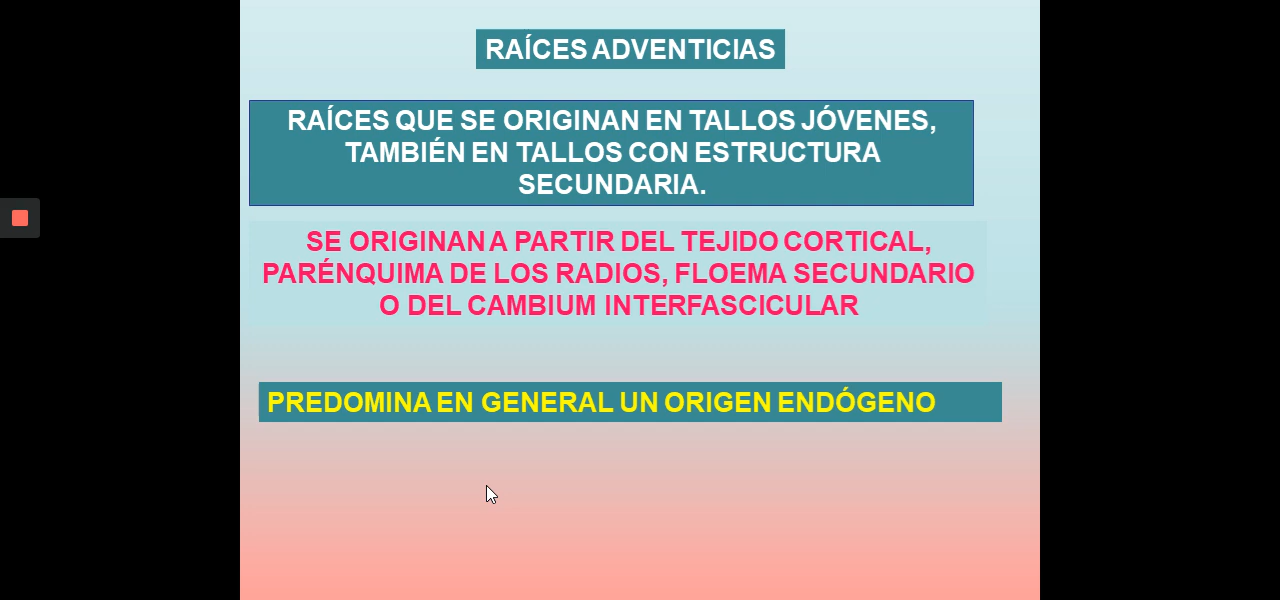 RAÍCES ADVENTICIAS
RAÍCES QUE SE ORIGINAN EN TALLOS JÓVENES,
TAMBIÉN EN TALLOS CON ESTRUCTURA
SECUNDARIA.
SE ORIGINAN A PARTIR DEL TEJIDO CORTICAL,
PARÉNQUIMA DE LOS RADIOS, FLOEMA SECUNDARIO
O DEL CAMBIUM INTERFASCICULAR
PREDOMINA EN GENERAL UN ORIGEN ENDÓGENO